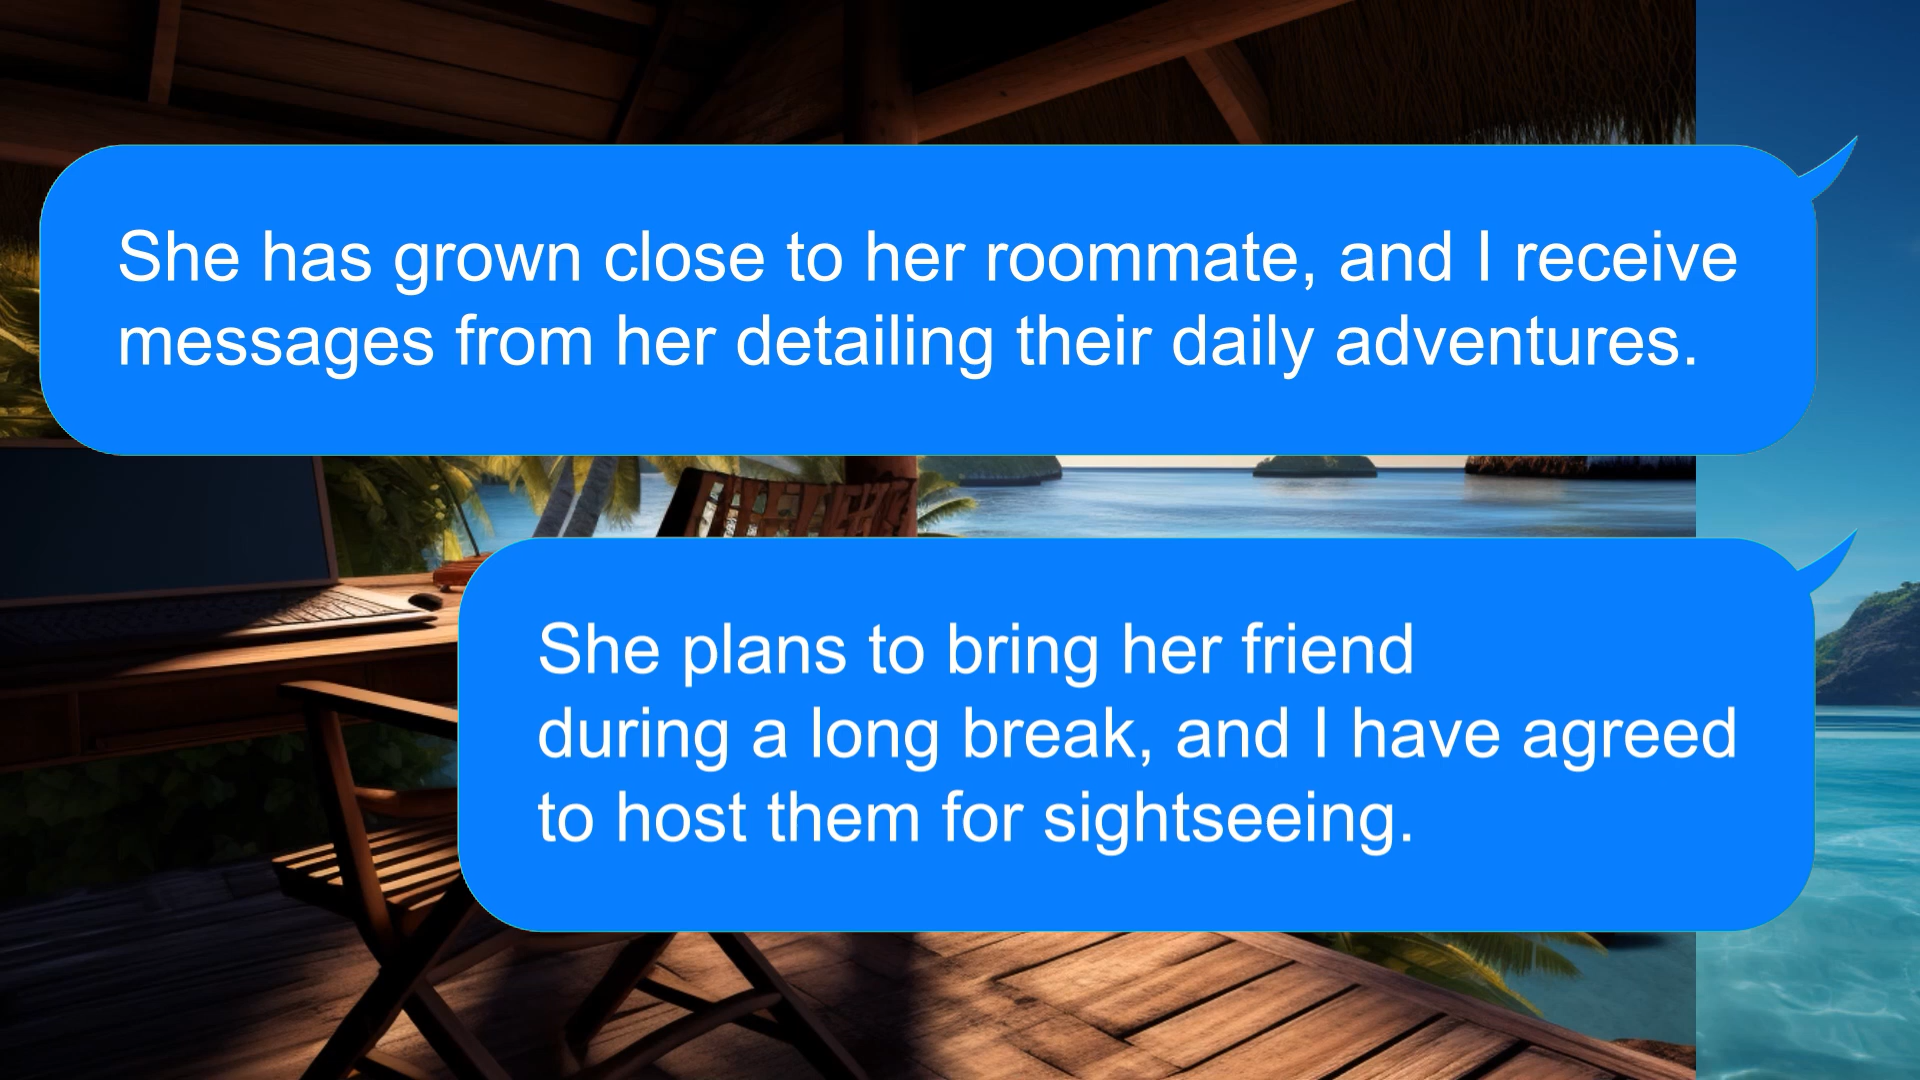 She has grown close to her roommate, and I receive
messages from her detailing their daily adventures.
She plans to bring her friend
during a long break, and I have agreed
to host them for sightseeing.